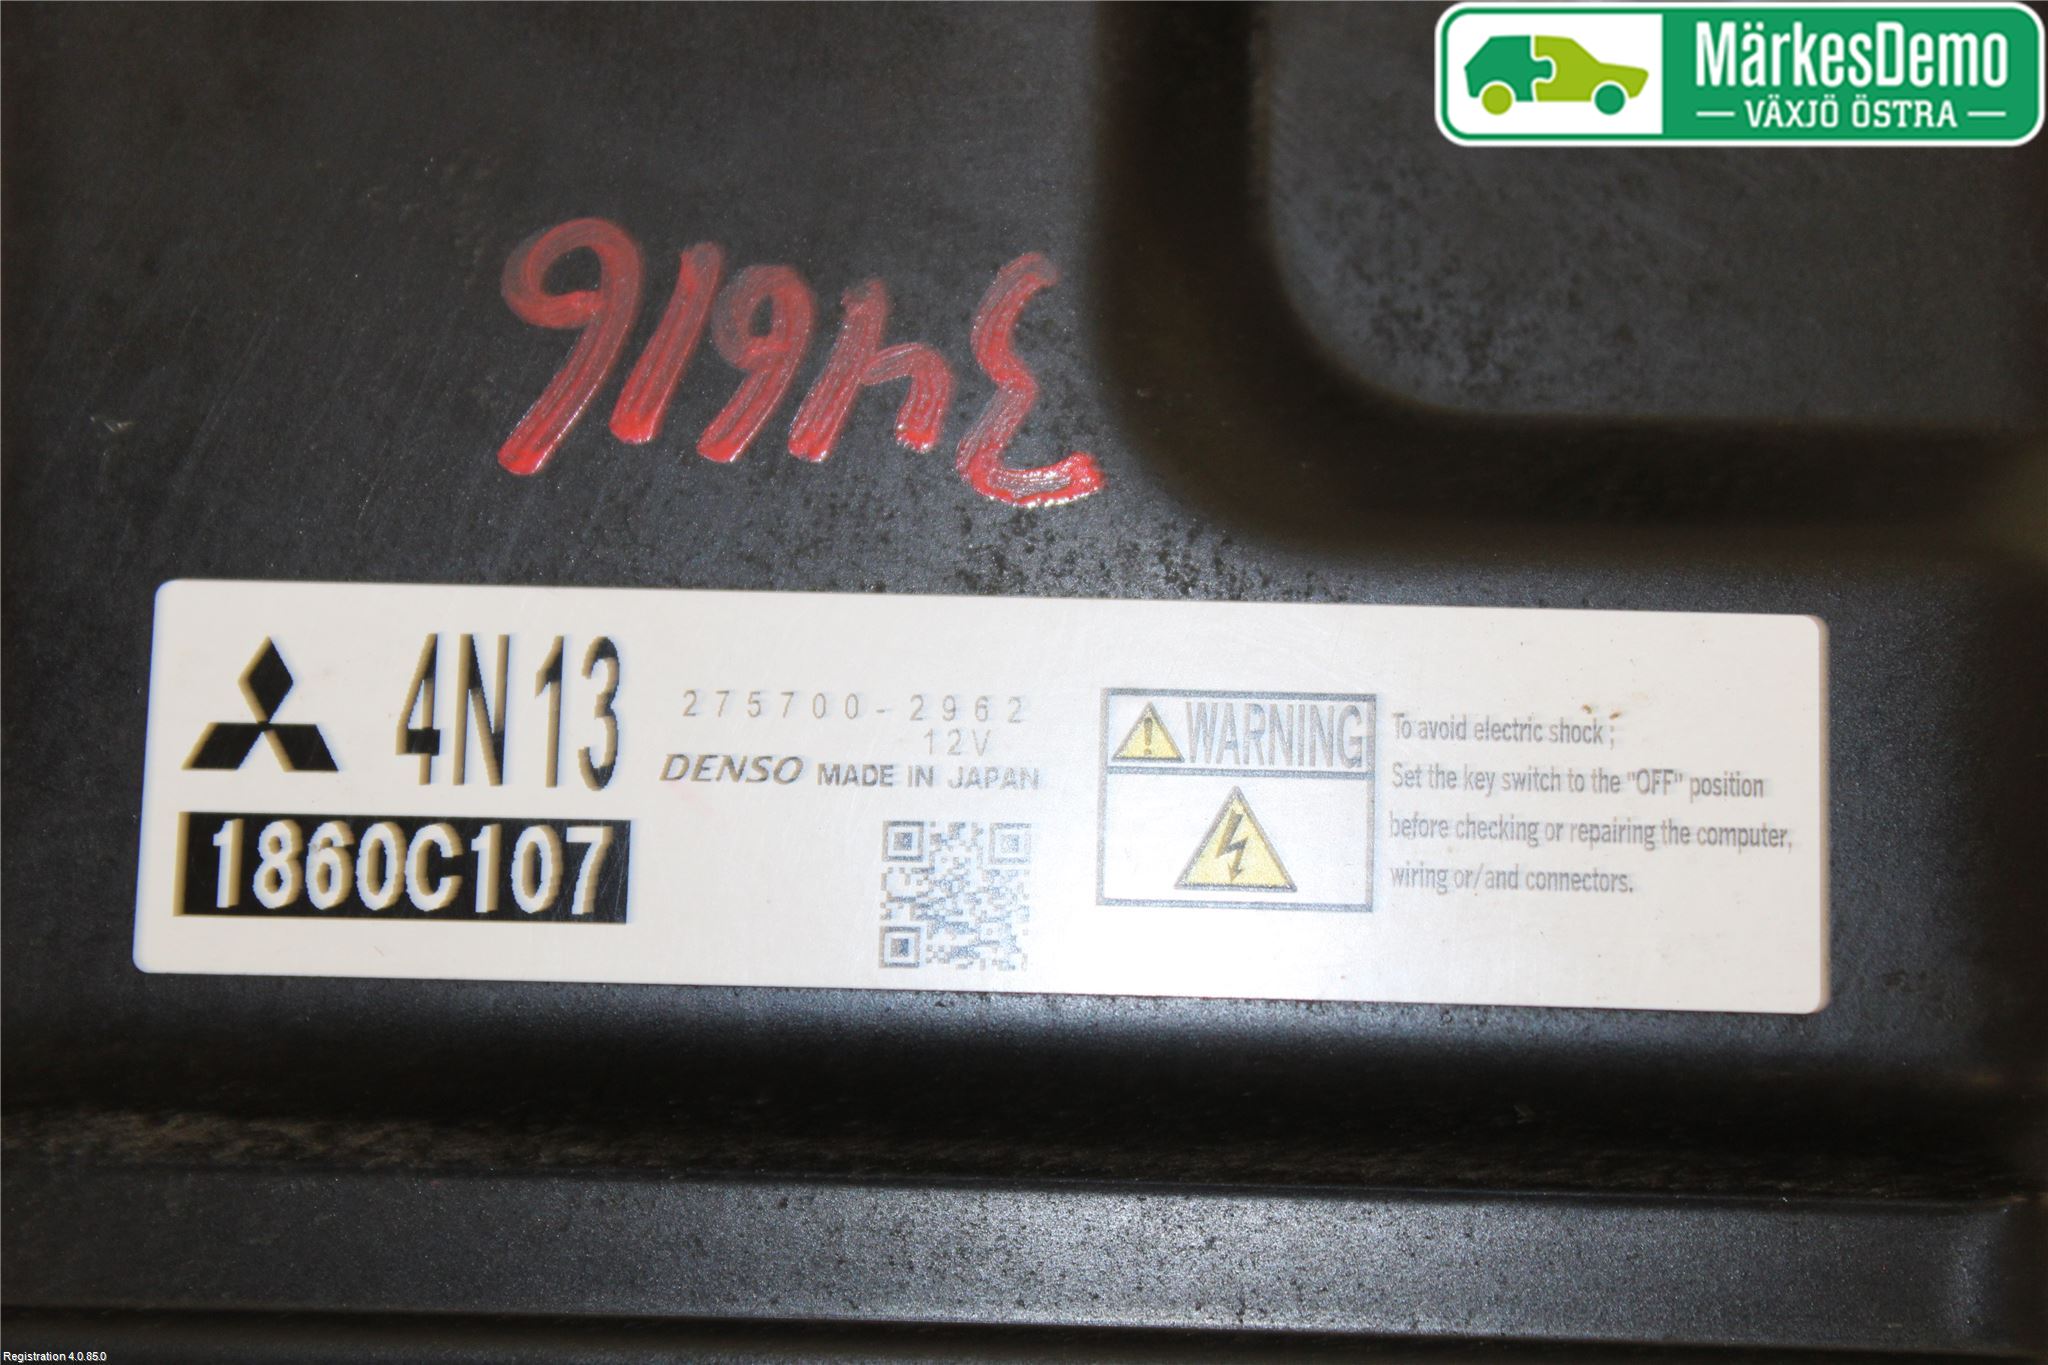 MärkesDemo
VÄXJÖ ÖSTRA
34616
4N13
275700-2962
12V
DENSO MADE IN JAPAN
1860C107
WARNING
To avoid electric shock ;
Set the key switch to the "OFF" position
before checking or repairing the computer,
wiring or/and connectors.
Registration 4.0.85.0